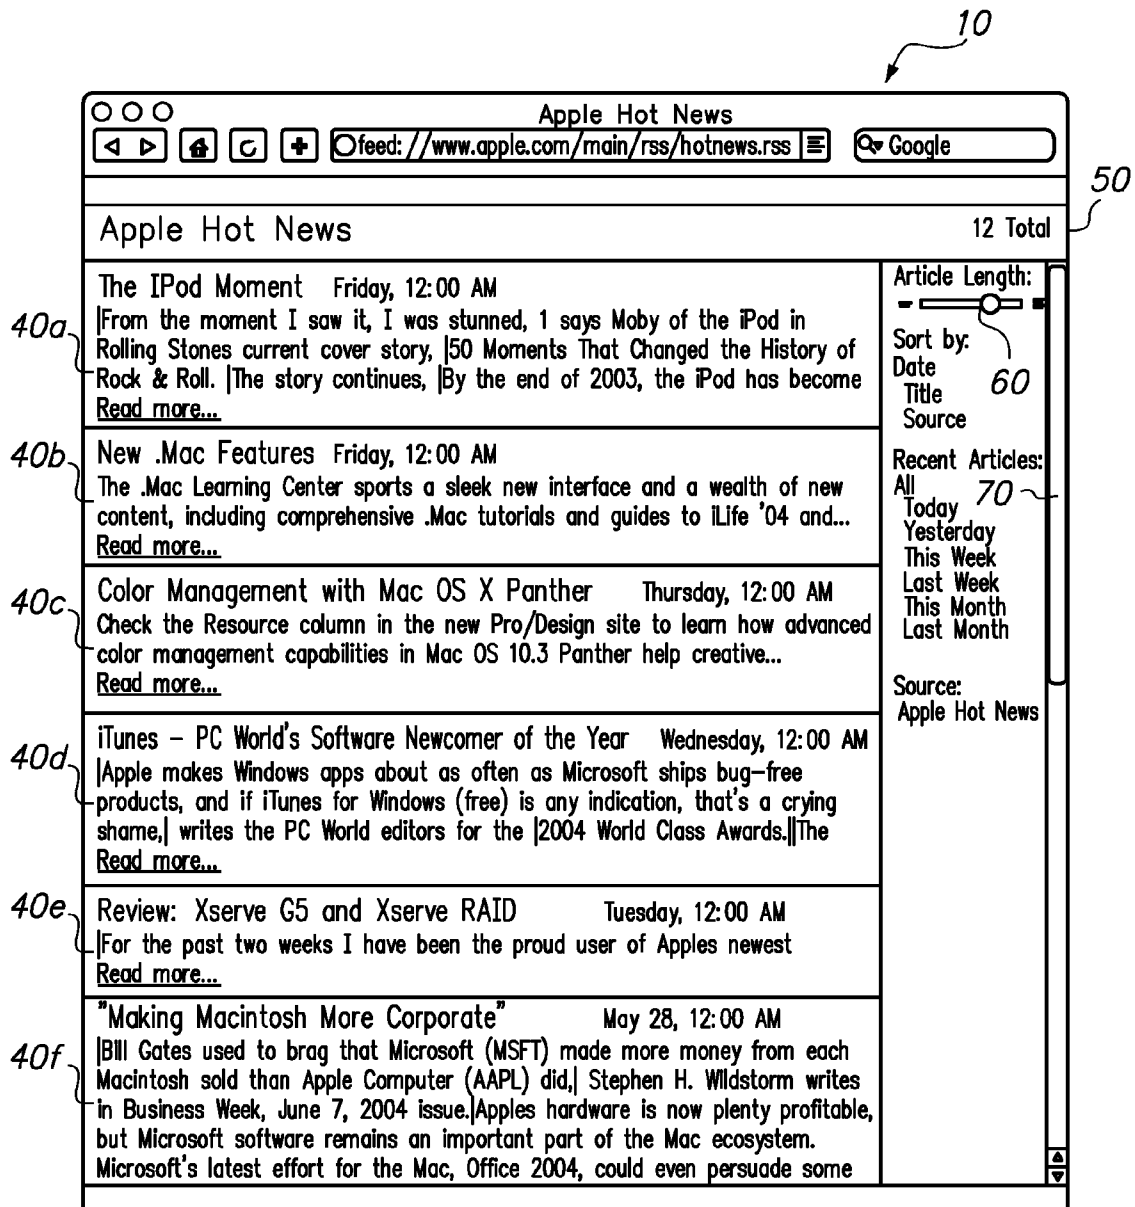 10
Apple Hot News
feed://www.apple.com/main/rss/hotnews.rss
Google
50
Apple Hot News 12 Total
The IPod Moment Friday, 12:00 AM
40a
|From the moment I saw it, I was stunned, 1 says Moby of the iPod in
Rolling Stones current cover story, |50 Moments That Changed the History of
Rock & Roll. |The story continues, |By the end of 2003, the iPod has become
Read more...
40b
New .Mac Features Friday, 12:00 AM
The .Mac Learning Center sports a sleek new interface and a wealth of new
content, including comprehensive .Mac tutorials and guides to iLife '04 and...
Read more...
40c
Color Management with Mac OS X Panther Thursday, 12:00 AM
Check the Resource column in the new Pro/Design site to learn how advanced
color management capabilities in Mac OS 10.3 Panther help creative...
Read more...
40d
iTunes – PC World's Software Newcomer of the Year Wednesday, 12:00 AM
|Apple makes Windows apps about as often as Microsoft ships bug-free
products, and if iTunes for Windows (free) is any indication, that's a crying
shame,| writes the PC World editors for the |2004 World Class Awards.||The
Read more...
40e
Review: Xserve G5 and Xserve RAID Tuesday, 12:00 AM
|For the past two weeks I have been the proud user of Apples newest
Read more...
40f
"Making Macintosh More Corporate" May 28, 12:00 AM
|Bill Gates used to brag that Microsoft (MSFT) made more money from each
Macintosh sold than Apple Computer (AAPL) did,| Stephen H. Wildstorm writes
in Business Week, June 7, 2004 issue.|Apples hardware is now plenty profitable,
but Microsoft software remains an important part of the Mac ecosystem.
Microsoft's latest effort for the Mac, Office 2004, could even persuade some
Article Length:
60
Sort by:
Date
Title
Source
Recent Articles:
All
70
Today
Yesterday
This Week
Last Week
This Month
Last Month
Source:
Apple Hot News